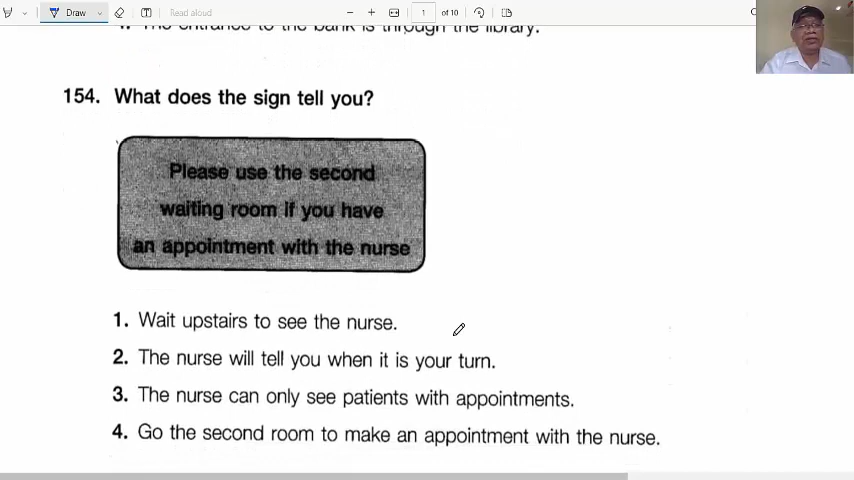 Draw
Read aloud
1
of 10
1. The entrance to the bank is through the library.
154. What does the sign tell you?
Please use the second
waiting room if you have
an appointment with the nurse
1. Wait upstairs to see the nurse.
2. The nurse will tell you when it is your turn.
3. The nurse can only see patients with appointments.
4. Go the second room to make an appointment with the nurse.